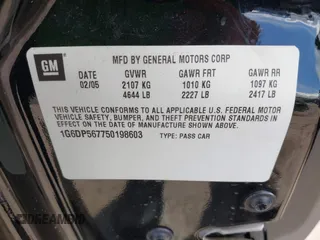 GM
MFD BY GENERAL MOTORS CORP
DATE GVWR GAWR FRT GAWR RR
02/05 2107 KG 1010 KG 1097 KG
4644 LB 2227 LB 2417 LB
THIS VEHICLE CONFORMS TO ALL APPLICABLE U.S. FEDERAL MOTOR
VEHICLE SAFETY, BUMPER, AND THEFT PREVENTION STANDARDS
IN EFFECT ON THE DATE OF MANUFACTURE SHOWN ABOVE.
1G6DP567750198603 TYPE: PASS CAR